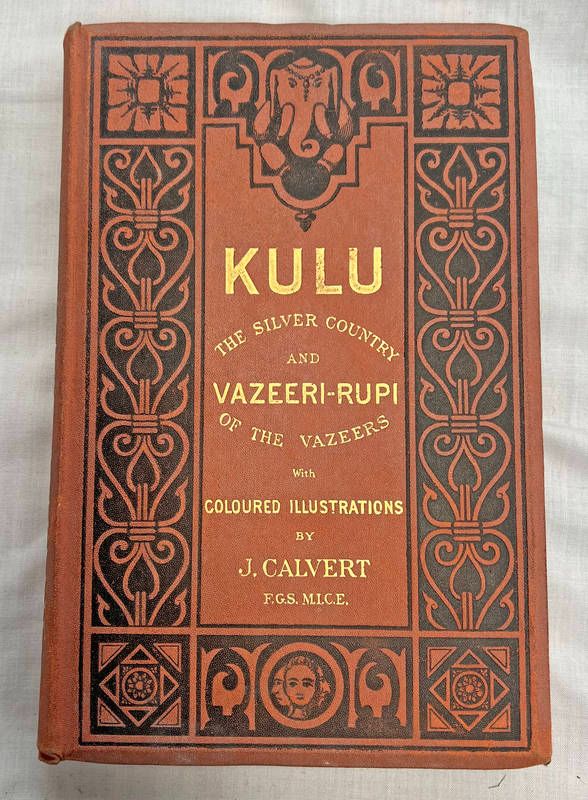 KULU
THE SILVER COUNTRY
AND
VAZEERI-RUPI
OF THE VAZEERS
With
COLOURED ILLUSTRATIONS
BY
J. CALVERT
F.G.S. M.I.C.E.